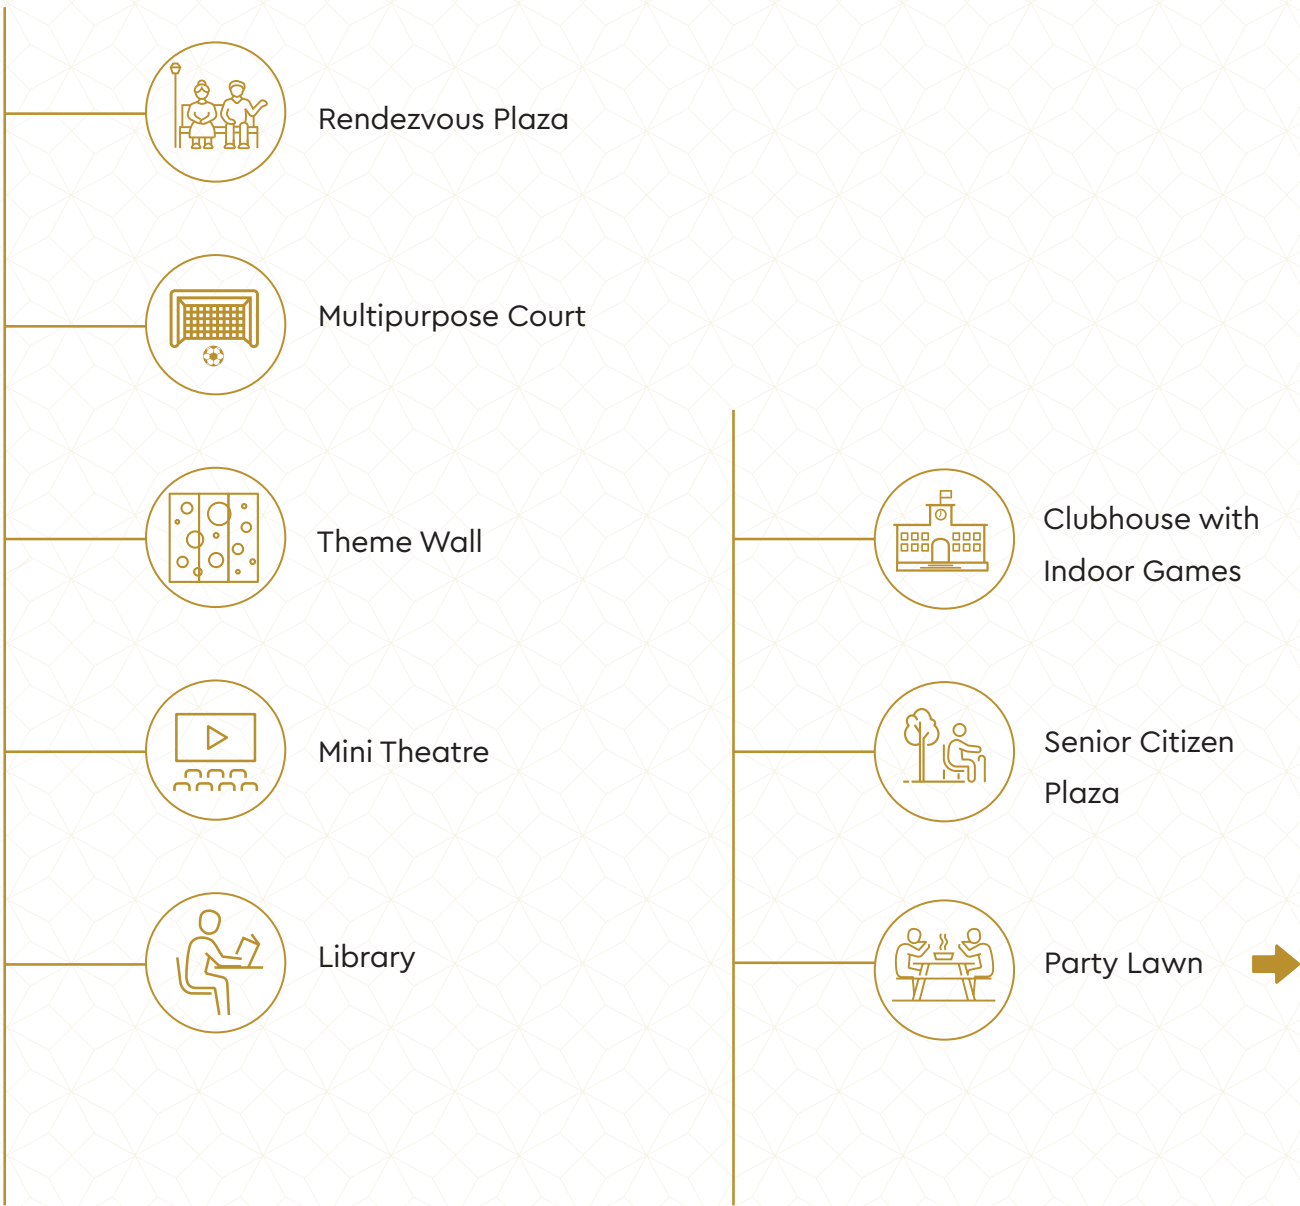 Rendezvous Plaza
Multipurpose Court
Theme Wall
Mini Theatre
Library
Clubhouse with
Indoor Games
Senior Citizen
Plaza
Party Lawn